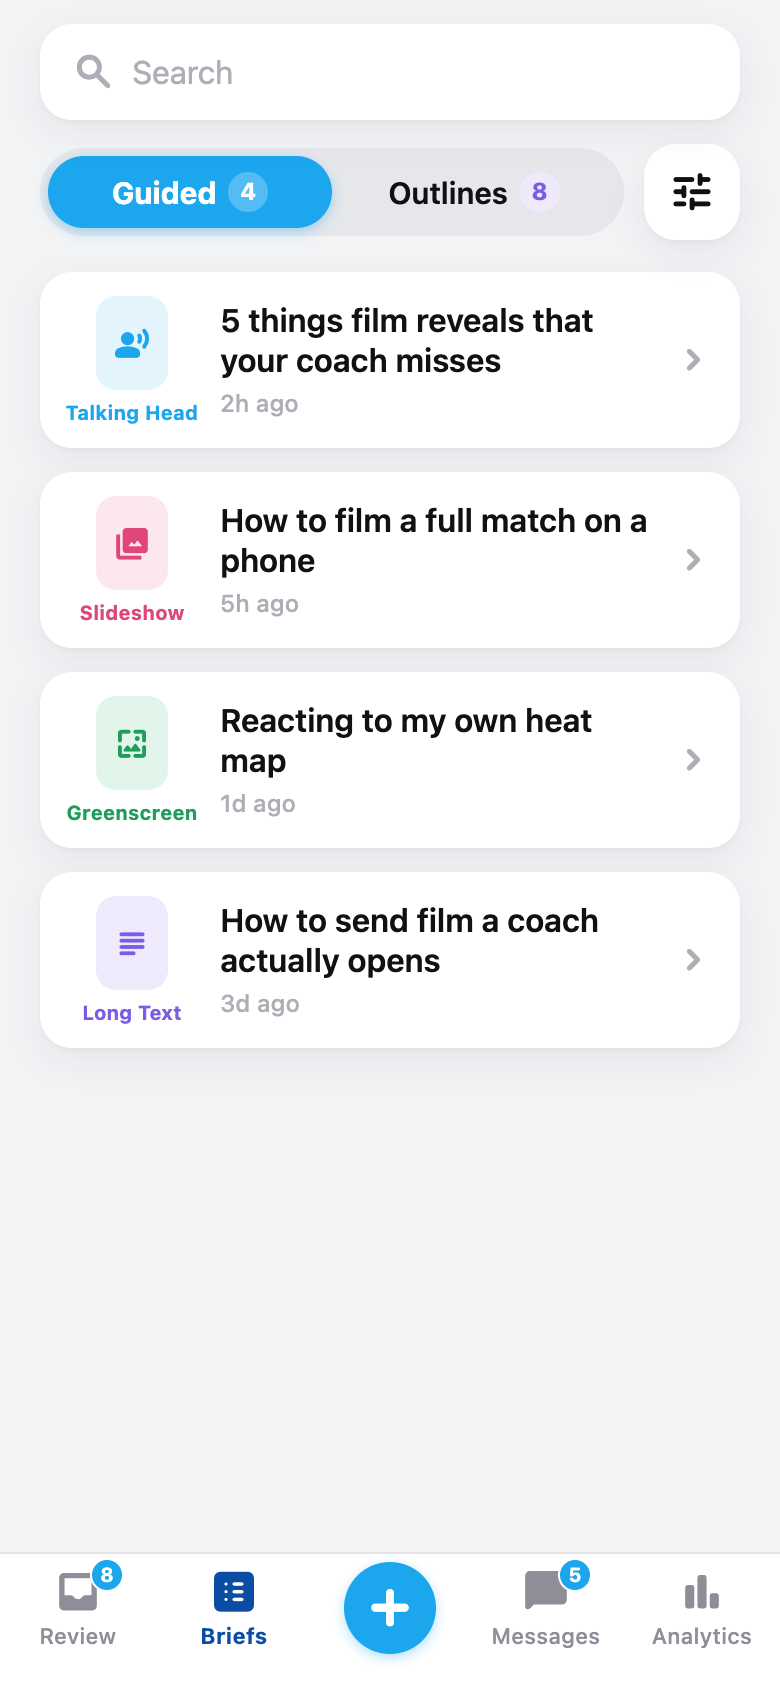 Search
Guided 4
Outlines 8
5 things film reveals that
your coach misses
2h ago
Talking Head
How to film a full match on a
phone
5h ago
Slideshow
Reacting to my own heat
map
1d ago
Greenscreen
How to send film a coach
actually opens
3d ago
Long Text
8
Review
Briefs
5
Messages
Analytics